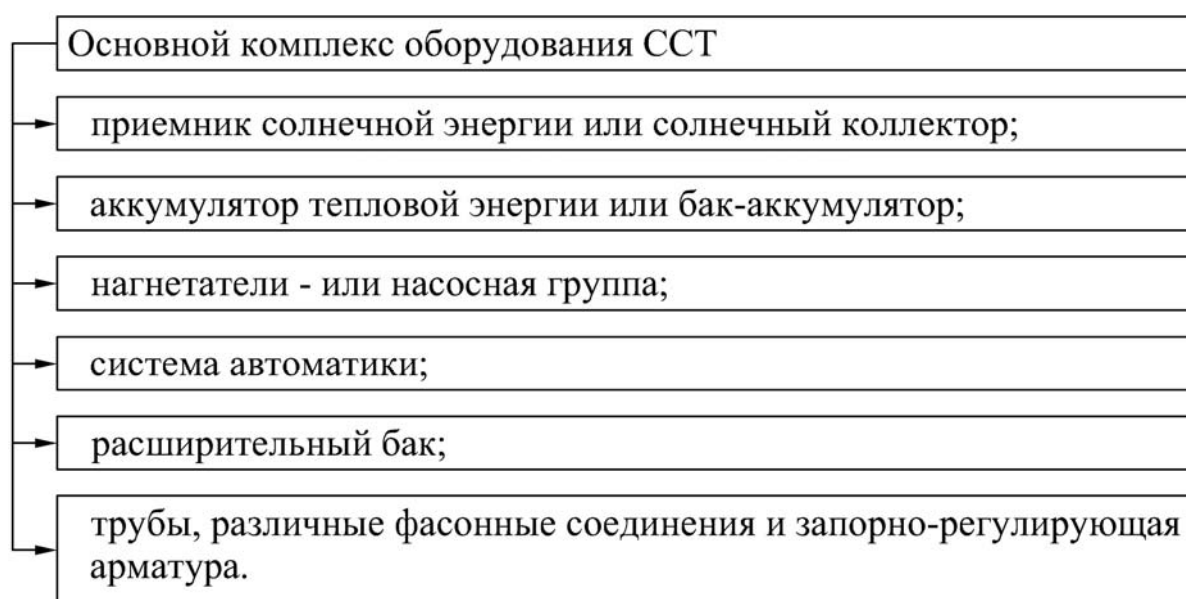 Основной комплекс оборудования ССТ
приемник солнечной энергии или солнечный коллектор;
аккумулятор тепловой энергии или бак-аккумулятор;
нагнетатели - или насосная группа;
система автоматики;
расширительный бак;
трубы, различные фасонные соединения и запорно-регулирующая
арматура.